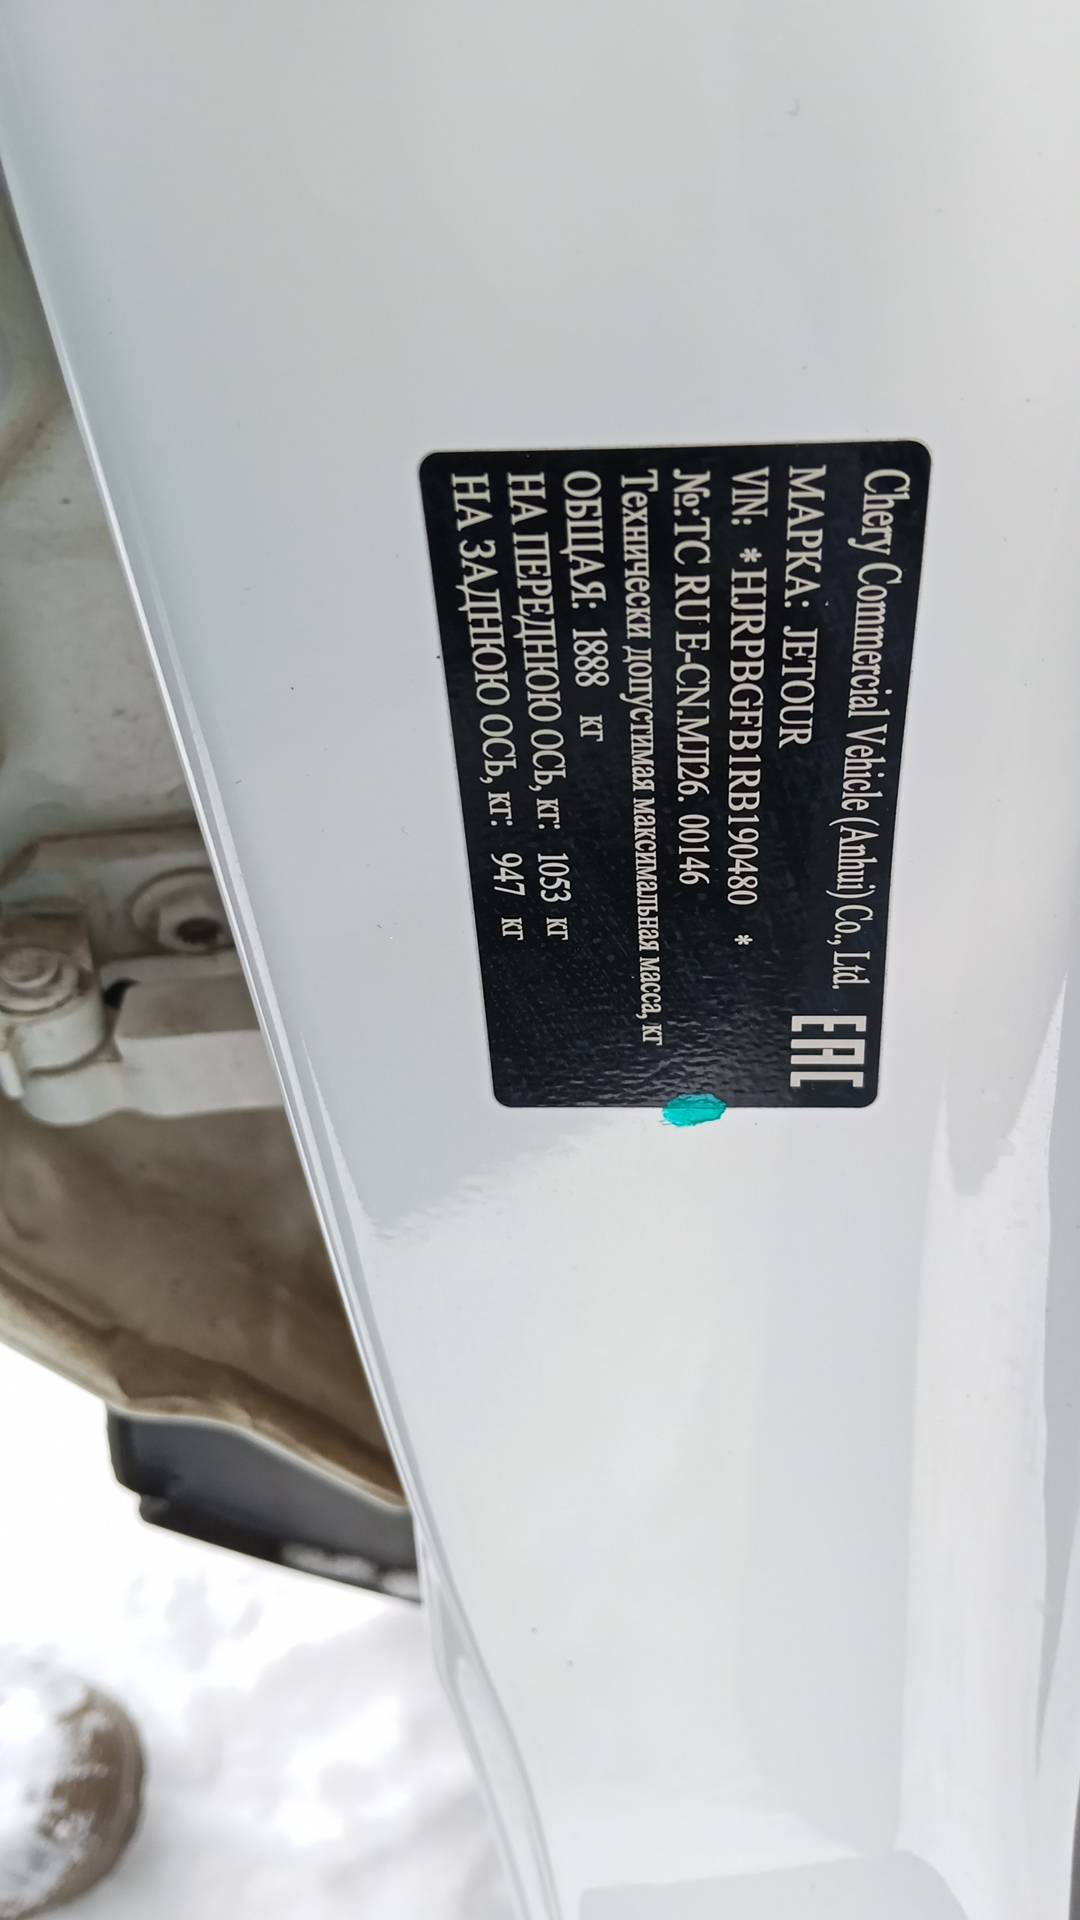 Chery Commercial Vehicle (Anhui) Co., Ltd.
МАРКА: JETOUR
EAC
VIN: *HJRPBGFB1RB190480 *
№:ТС RU E-CN.МЛ26. 00146
Технически допустимая максимальная масса, кг
ОБЩАЯ: 1888 кг
НА ПЕРЕДНЮЮ ОСЬ, кг: 1053 кг
НА ЗАДНЮЮ ОСЬ, кг: 947 кг